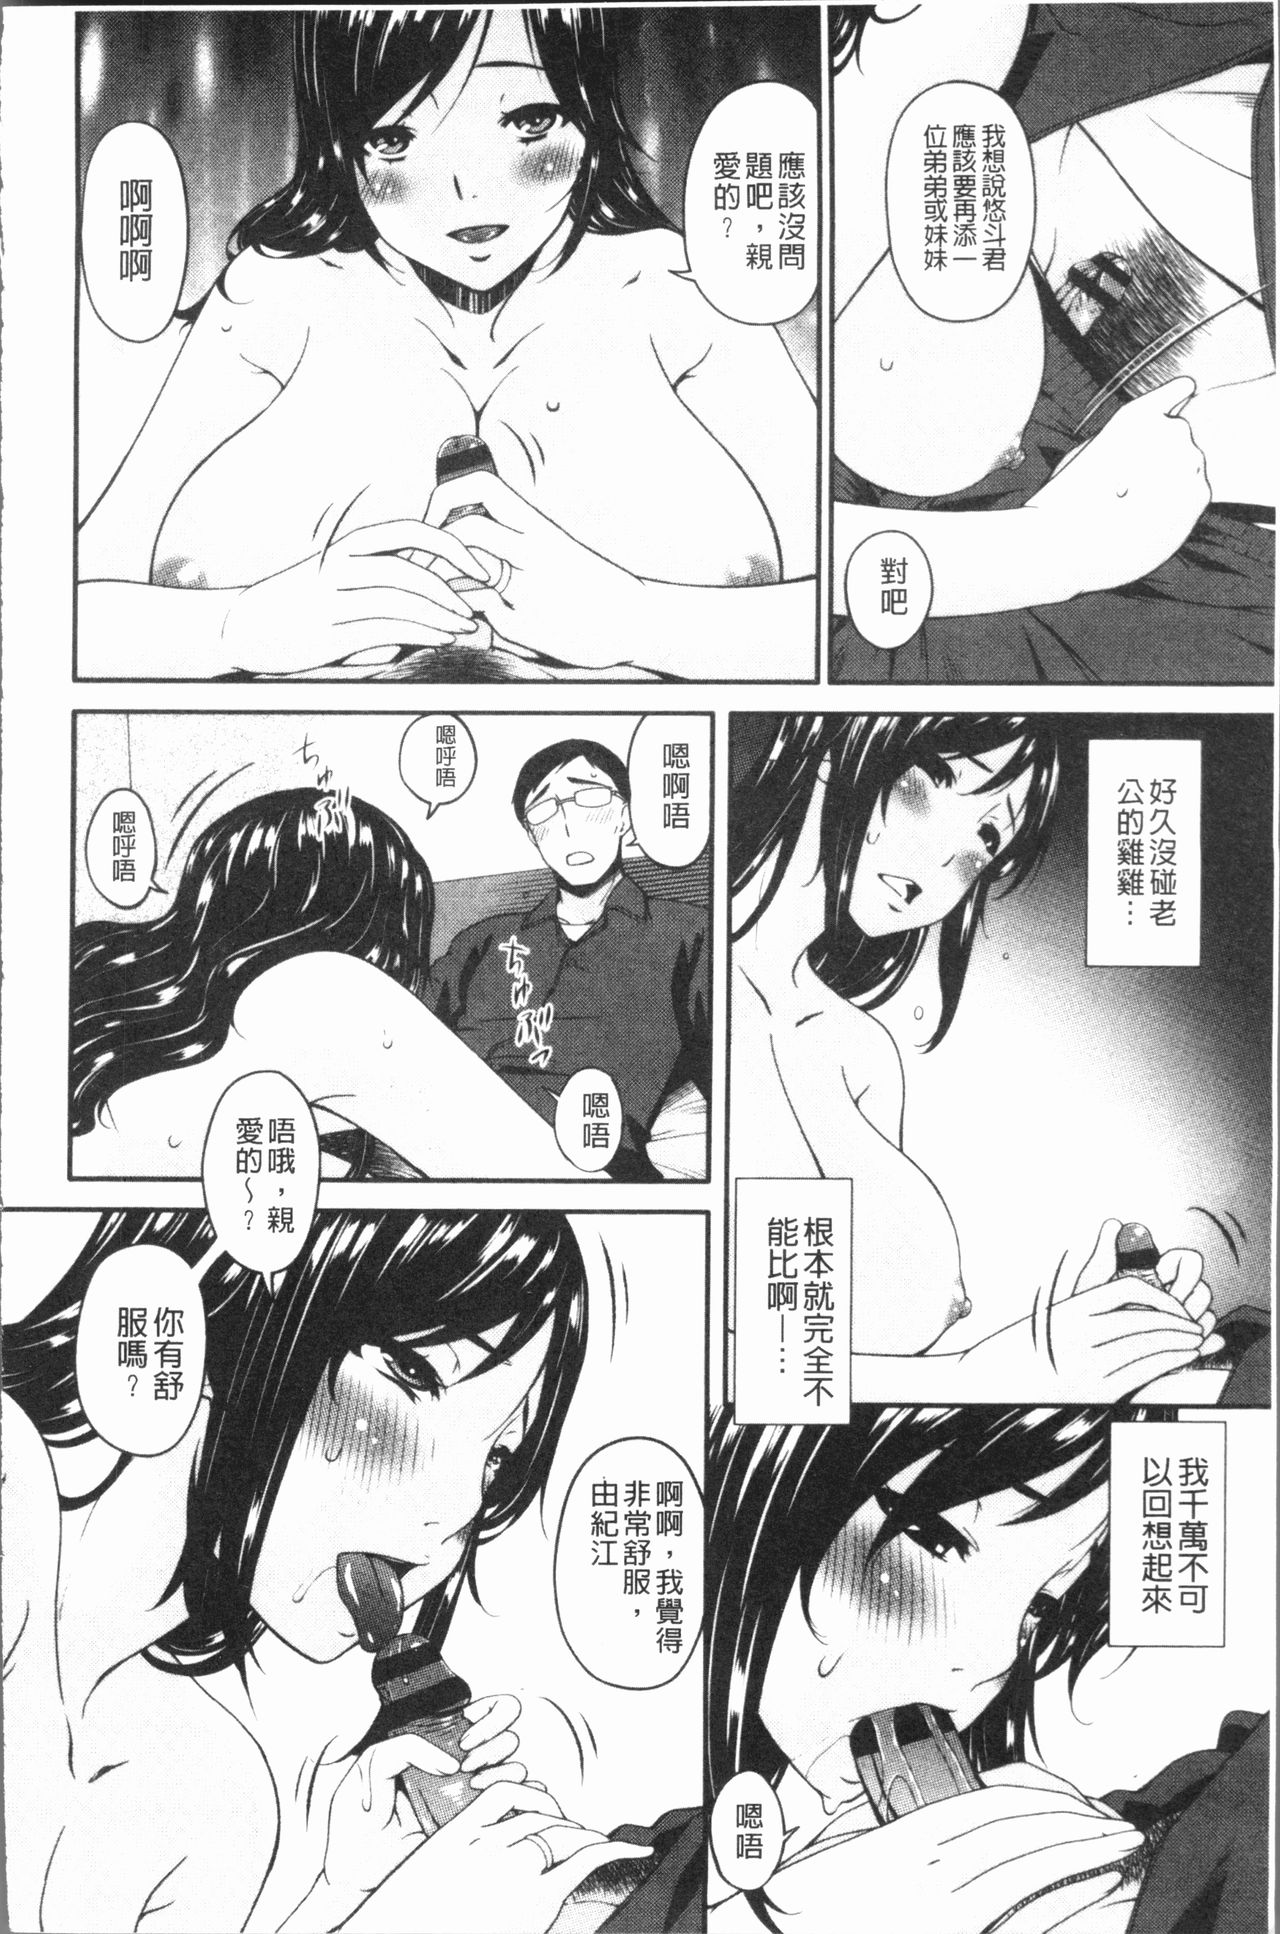 我想說悠斗君
應該要再添一
位弟弟或妹妹
對吧
應該沒問
題吧，親
愛的？
啊啊啊
好久沒碰老
公的雞雞…
根本就完全不
能比啊——…
嗯啊唔
嗯呼唔
嗯呼唔
ちゅ
ぶっ
ちゅ
ぶっ
嗯唔
我千萬不可
以回想起來
嗯唔
唔哦，親
愛的～？
你有舒
服嗎？
啊啊，我覺得
非常舒服，
由紀江